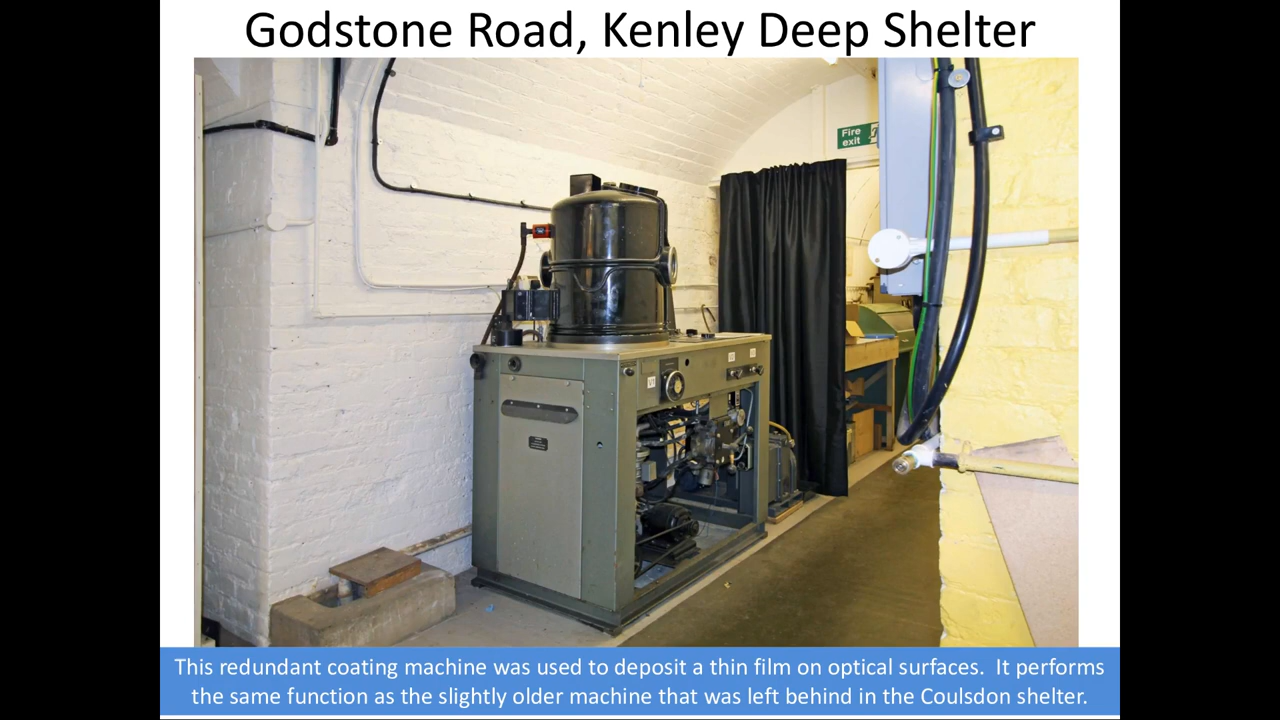 Godstone Road, Kenley Deep Shelter
Fire
exit
This redundant coating machine was used to deposit a thin film on optical surfaces.  It performs
the same function as the slightly older machine that was left behind in the Coulsdon shelter.